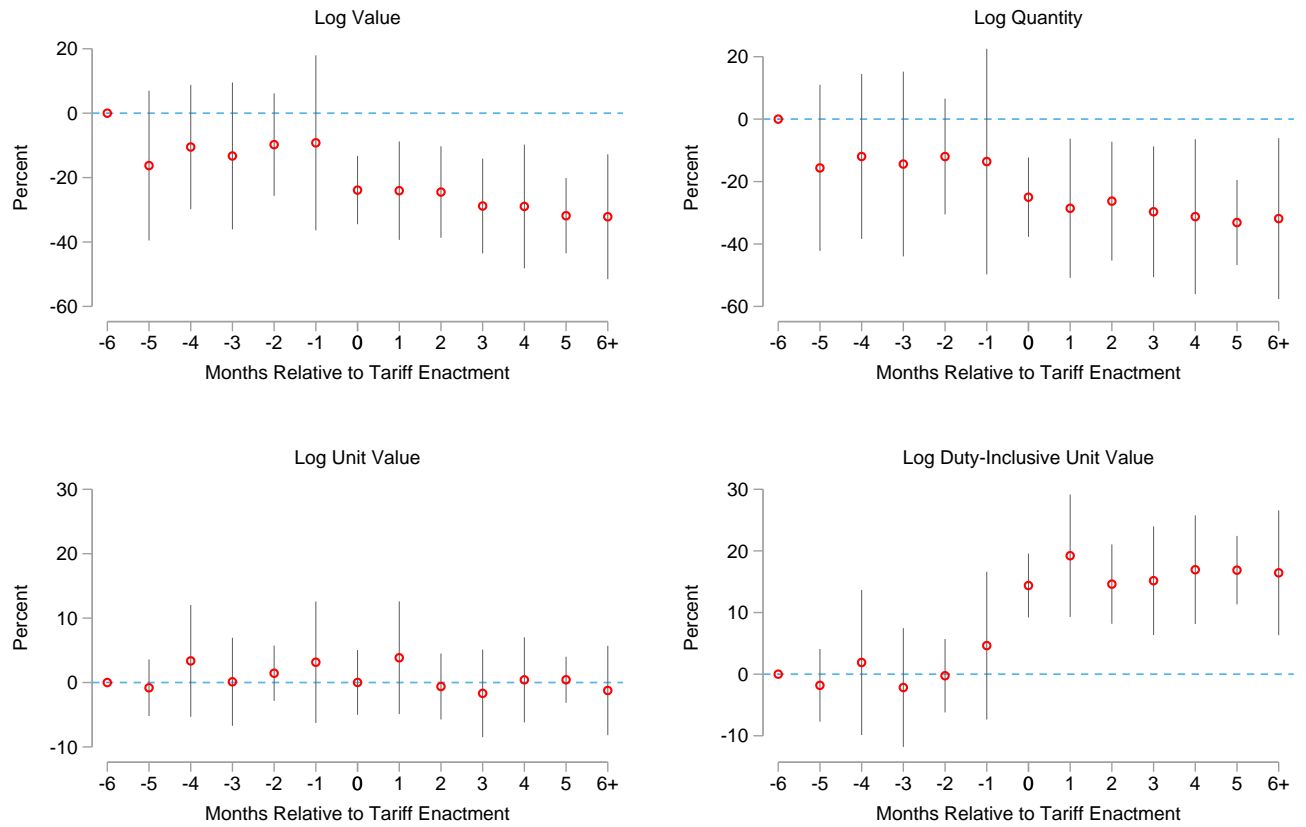 Log Value
20
0
-20
-40
-60
Percent
-6 -5 -4 -3 -2 -1 0 1 2 3 4 5 6+
Months Relative to Tariff Enactment
Log Quantity
20
0
-20
-40
-60
Percent
-6 -5 -4 -3 -2 -1 0 1 2 3 4 5 6+
Months Relative to Tariff Enactment
Log Unit Value
30
20
10
0
-10
Percent
-6 -5 -4 -3 -2 -1 0 1 2 3 4 5 6+
Months Relative to Tariff Enactment
Log Duty-Inclusive Unit Value
30
20
10
0
-10
Percent
-6 -5 -4 -3 -2 -1 0 1 2 3 4 5 6+
Months Relative to Tariff Enactment